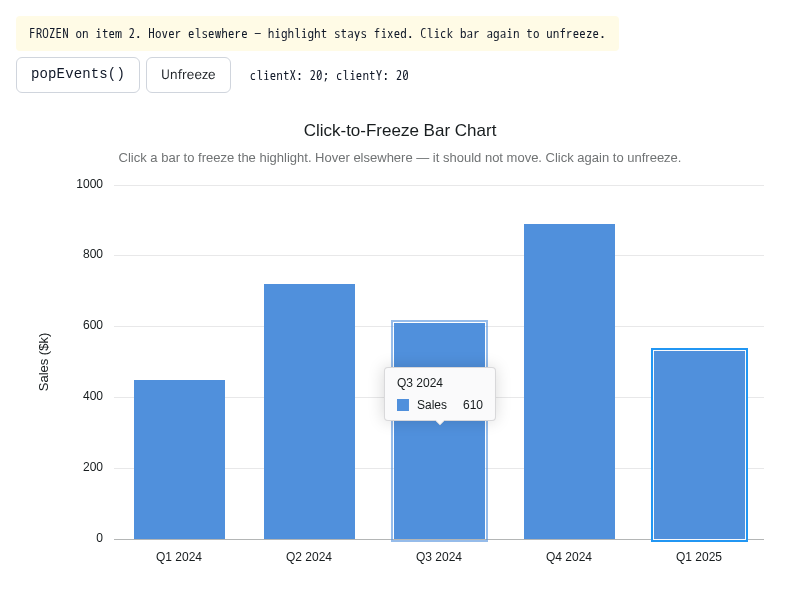 FROZEN on item 2. Hover elsewhere — highlight stays fixed. Click bar again to unfreeze.
popEvents() Unfreeze clientX: 20; clientY: 20
Click-to-Freeze Bar Chart
Click a bar to freeze the highlight. Hover elsewhere — it should not move. Click again to unfreeze.
1000
800
600
400
200
0
Sales ($k)
Q3 2024
Sales 610
Q1 2024 Q2 2024 Q3 2024 Q4 2024 Q1 2025